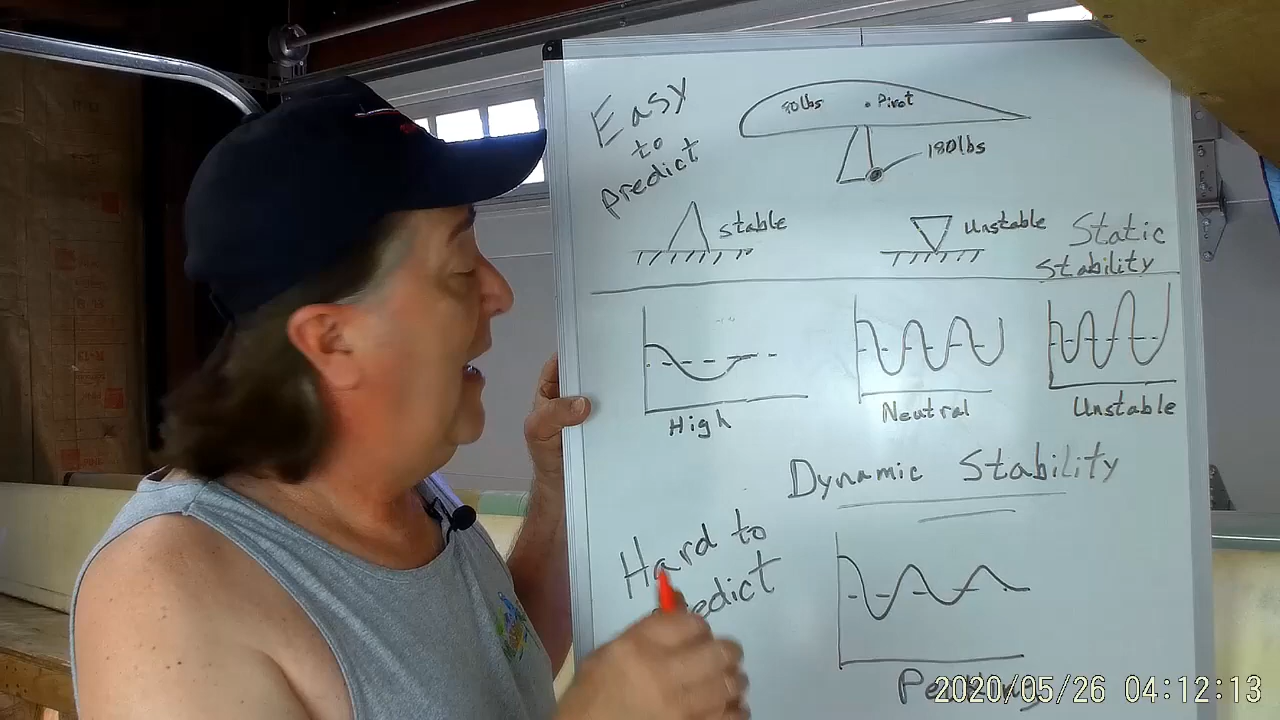 Easy
to
predict
90lbs
Pivot
180lbs
stable
Unstable
Static
stability
High
Neutral
Unstable
Dynamic Stability
Hard to
2020/05/26 04:12:13